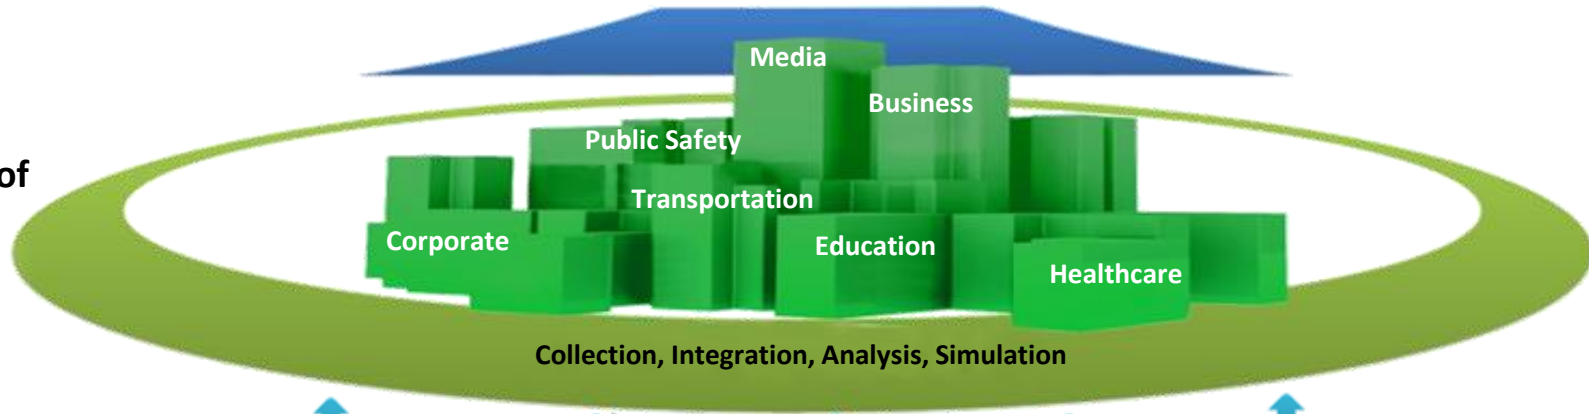 Media
Business
Public Safety
of
Transportation
Corporate
Education
Healthcare
Collection, Integration, Analysis, Simulation